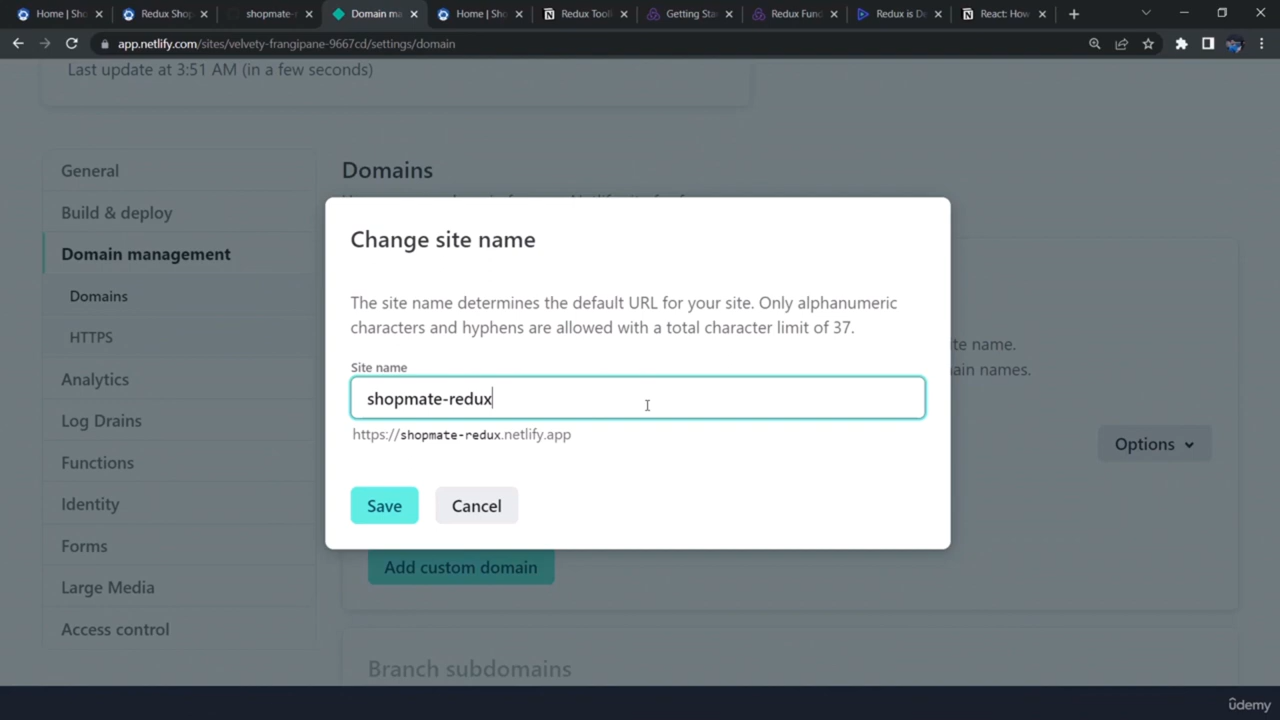 Home | Sho
Redux Shop
shopmate-r
Domain ma
Home | Sho
Redux Tool
Getting Sta
Redux Fun
Redux is D
React: How
app.netlify.com/sites/velvety-frangipane-9667cd/settings/domain
Last update at 3:51 AM (in a few seconds)
General
Build & deploy
Domain management
Domains
HTTPS
Analytics
Log Drains
Functions
Identity
Forms
Large Media
Access control
Domains
Change site name
The site name determines the default URL for your site. Only alphanumeric
characters and hyphens are allowed with a total character limit of 37.
Site name
shopmate-redux
https://shopmate-redux.netlify.app
Save
Cancel
te name.
ain names.
Options
Add custom domain
Branch subdomains
ûdemy